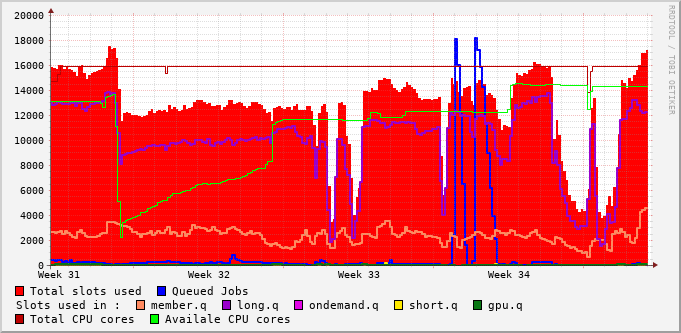 20000
18000
16000
14000
12000
10000
8000
6000
4000
2000
0
Week 31 Week 32 Week 33 Week 34
Total slots used Queued Jobs
Slots used in : member.q long.q ondemand.q short.q gpu.q
Total CPU cores Availale CPU cores
RRDTOOL / TOBI OETIKER